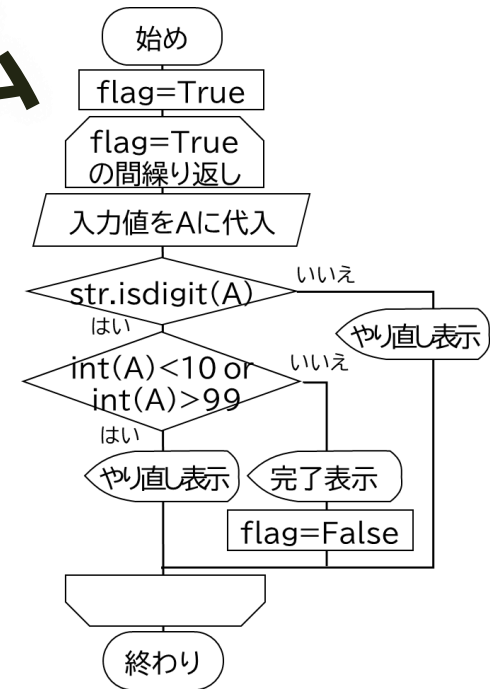 始め
flag=True
flag=True
の間繰り返し
入力値をAに代入
str.isdigit(A)
いいえ
はい
やり直し表示
int(A)<10 or
int(A)>99
いいえ
はい
やり直し表示
完了表示
flag=False
終わり